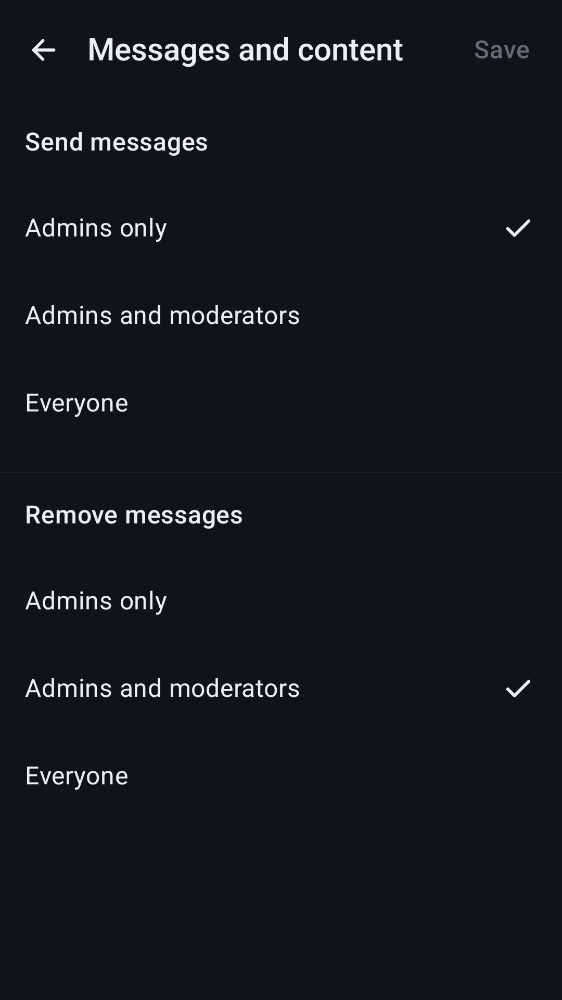 Messages and content
Save
Send messages
Admins only
Admins and moderators
Everyone
Remove messages
Admins only
Admins and moderators
Everyone